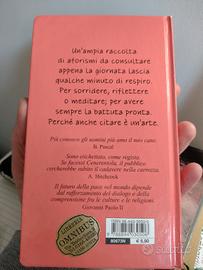 Un'ampia raccolta
di aforismi da consultare
appena la giornata lascia
qualche minuto di respiro.
Per sorridere, riflettere
o meditare; per avere
sempre la battuta pronta.
Perché anche citare è un'arte.
Più conosco gli uomini più amo il mio cane.
B. Pascal
Sono etichettato, come regista.
Se facessi Cenerentola, il pubblico
cercherebbe subito il cadavere nella carrozza.
A. Hitchcock
Il futuro della pace nel mondo dipende
dal rafforzamento dei dialogo e della
comprensione fra le culture e le religioni.
Giovanni Paolo II
LIBRERIA
OMNIBUS
€ 5,90
subito